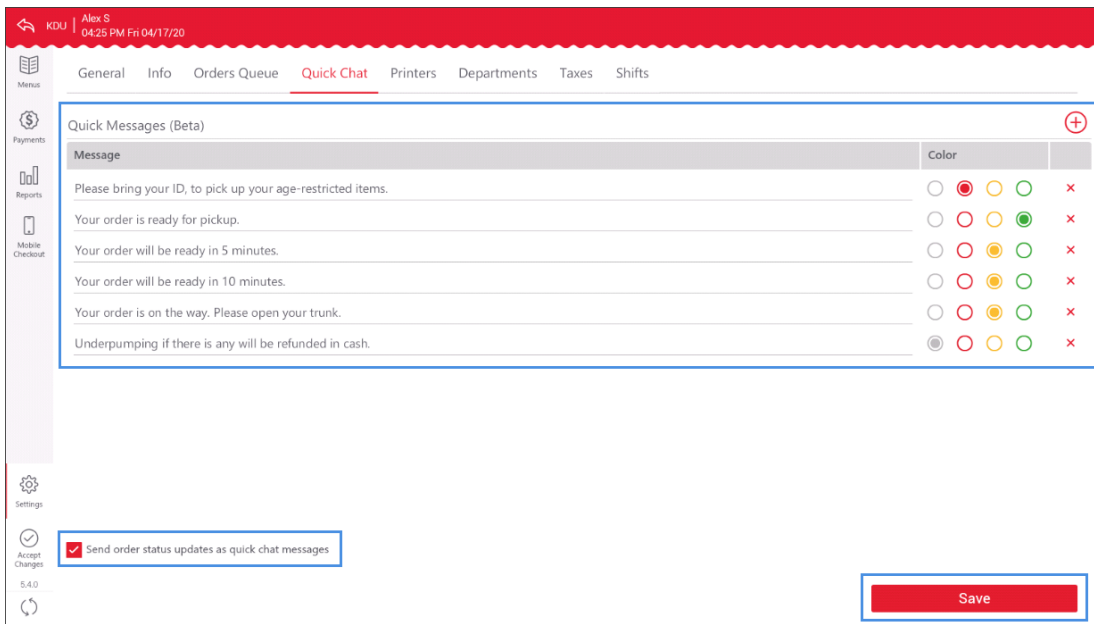 KDU
Alex S
04:25 PM Fri 04/17/20
Menus
Payments
Reports
Mobile
Checkout
Settings
Accept
Changes
5.4.0
General Info Orders Queue Quick Chat Printers Departments Taxes Shifts
Quick Messages (Beta)
Message Color
Please bring your ID, to pick up your age-restricted items.
Your order is ready for pickup.
Your order will be ready in 5 minutes.
Your order will be ready in 10 minutes.
Your order is on the way. Please open your trunk.
Underpumping if there is any will be refunded in cash.
Send order status updates as quick chat messages
Save